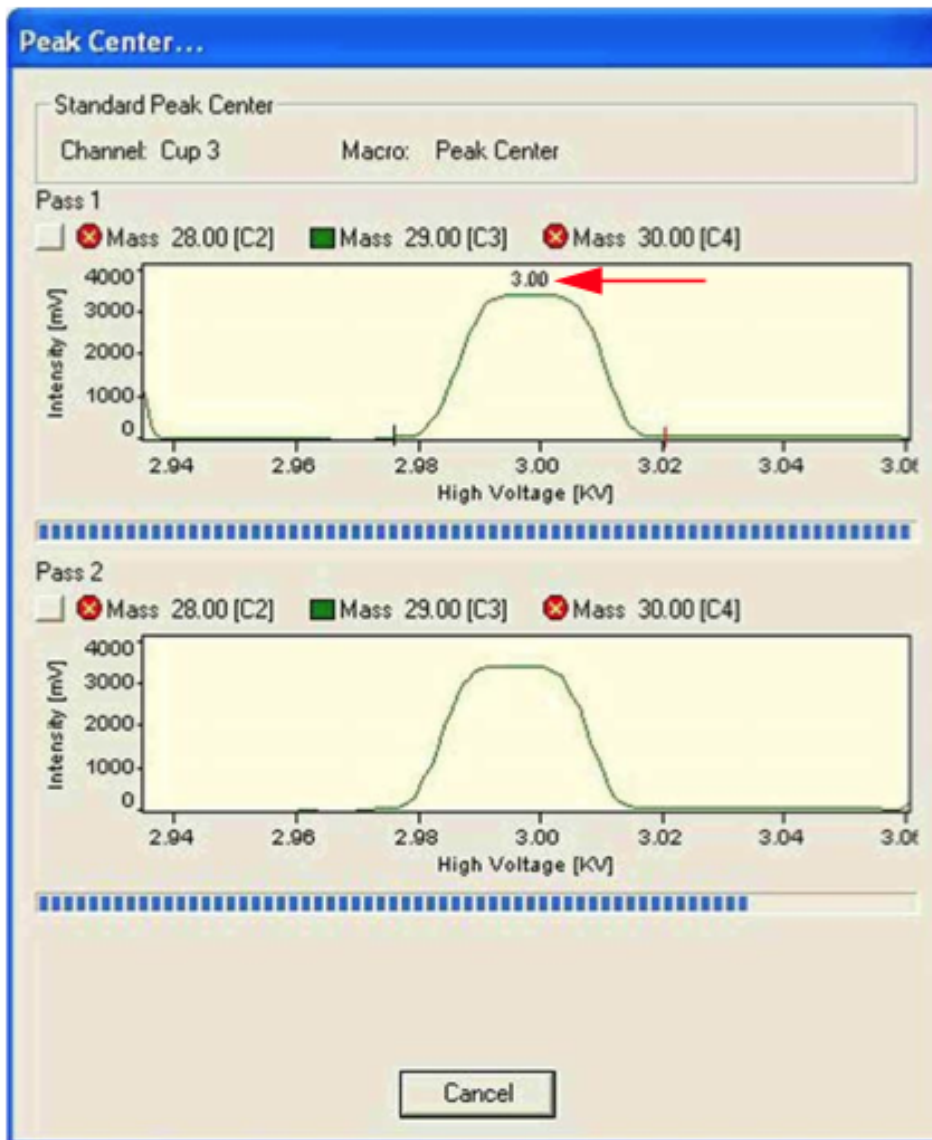 Peak Center...
Standard Peak Center
Channel: Cup 3 Macro: Peak Center
Pass 1
Mass 28.00 [C2] Mass 29.00 [C3] Mass 30.00 [C4]
3.00
Intensity [mV]
4000
3000
2000
1000
0
2.94 2.96 2.98 3.00 3.02 3.04
High Voltage [KV]
Pass 2
Mass 28.00 [C2] Mass 29.00 [C3] Mass 30.00 [C4]
Intensity [mV]
4000
3000
2000
1000
0
2.94 2.96 2.98 3.00 3.02 3.04
High Voltage [KV]
Cancel